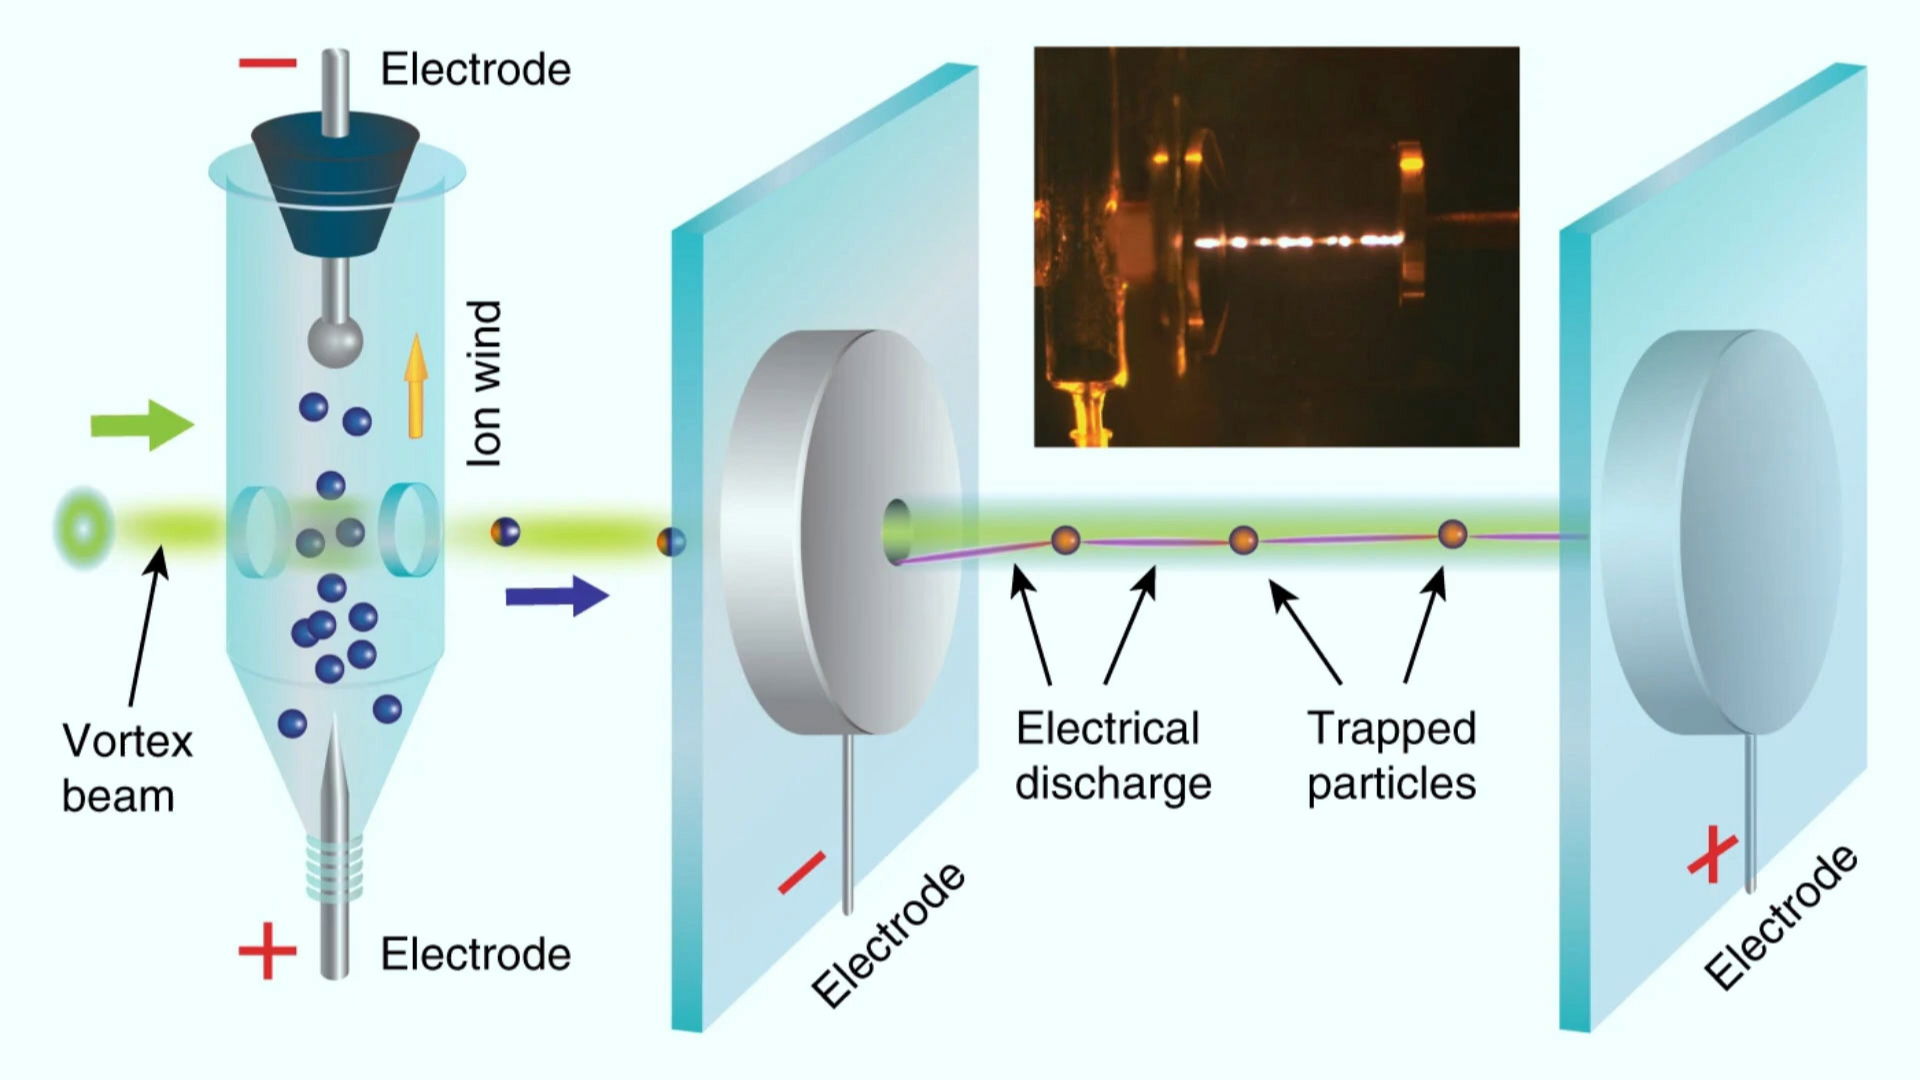 −
Electrode
Ion wind
Vortex
beam
+
Electrode
Electrical
discharge
Trapped
particles
−
Electrode
+
Electrode